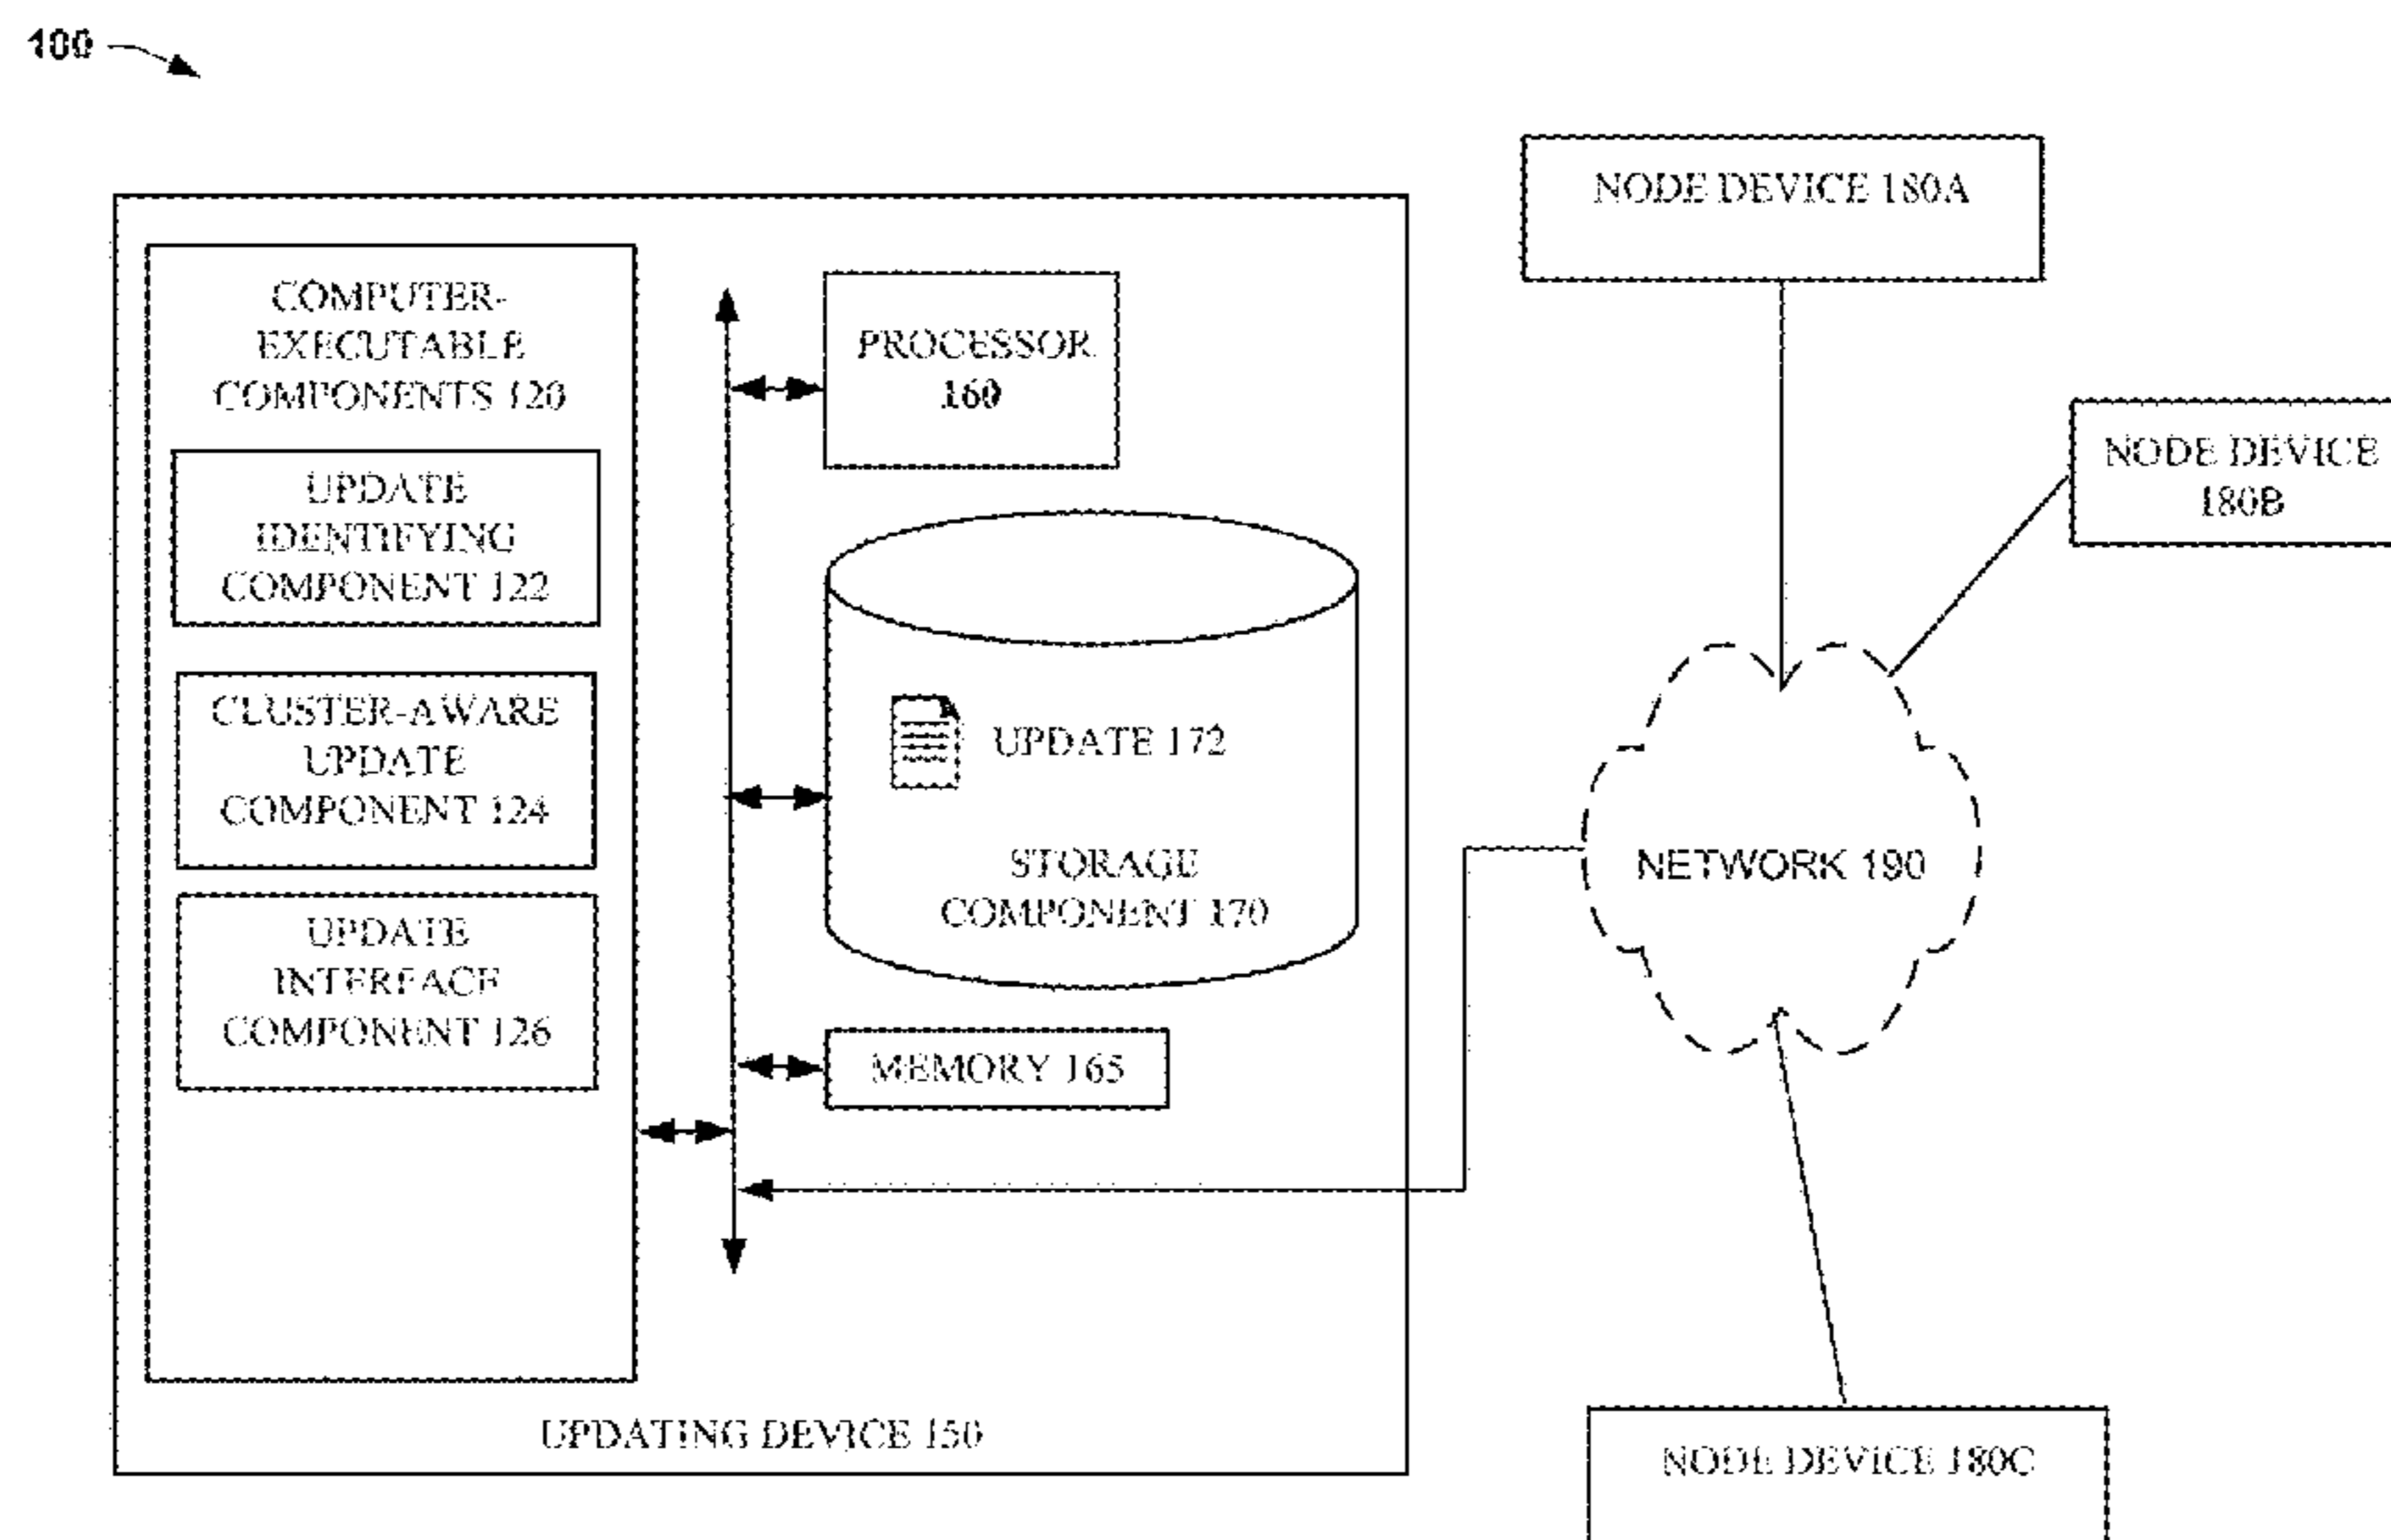 100
NODE DEVICE 180A
COMPUTER-
EXECUTABLE
COMPONENTS 120
PROCESSOR
160
NODE DEVICE
180B
UPDATE
IDENTIFYING
COMPONENT 122
CLUSTER-AWARE
UPDATE
COMPONENT 124
UPDATE 172
STORAGE
COMPONENT 170
NETWORK 190
UPDATE
INTERFACE
COMPONENT 126
MEMORY 165
UPDATING DEVICE 150
NODE DEVICE 180C